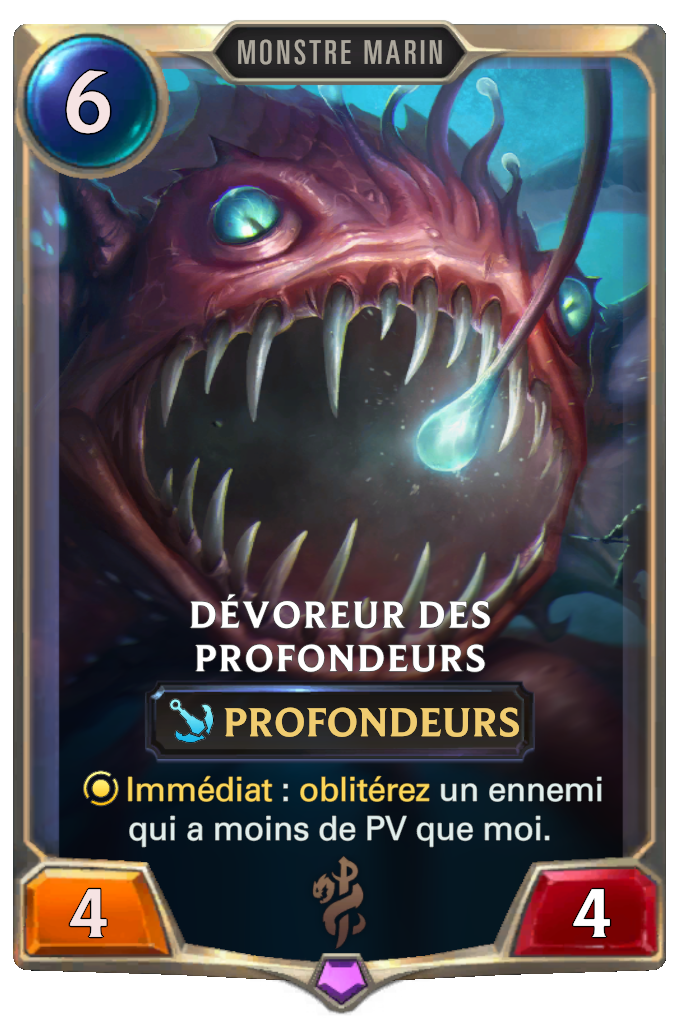 MONSTRE MARIN
6
DÉVOREUR DES
PROFONDEURS
PROFONDEURS
Immédiat : oblitérez un ennemi
qui a moins de PV que moi.
4
4